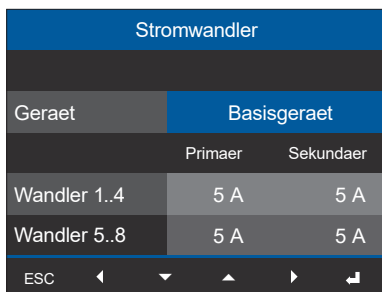 Stromwandler
Geraet Basisgeraet
Primaer Sekundaer
Wandler 1..4 5 A 5 A
Wandler 5..8 5 A 5 A
ESC